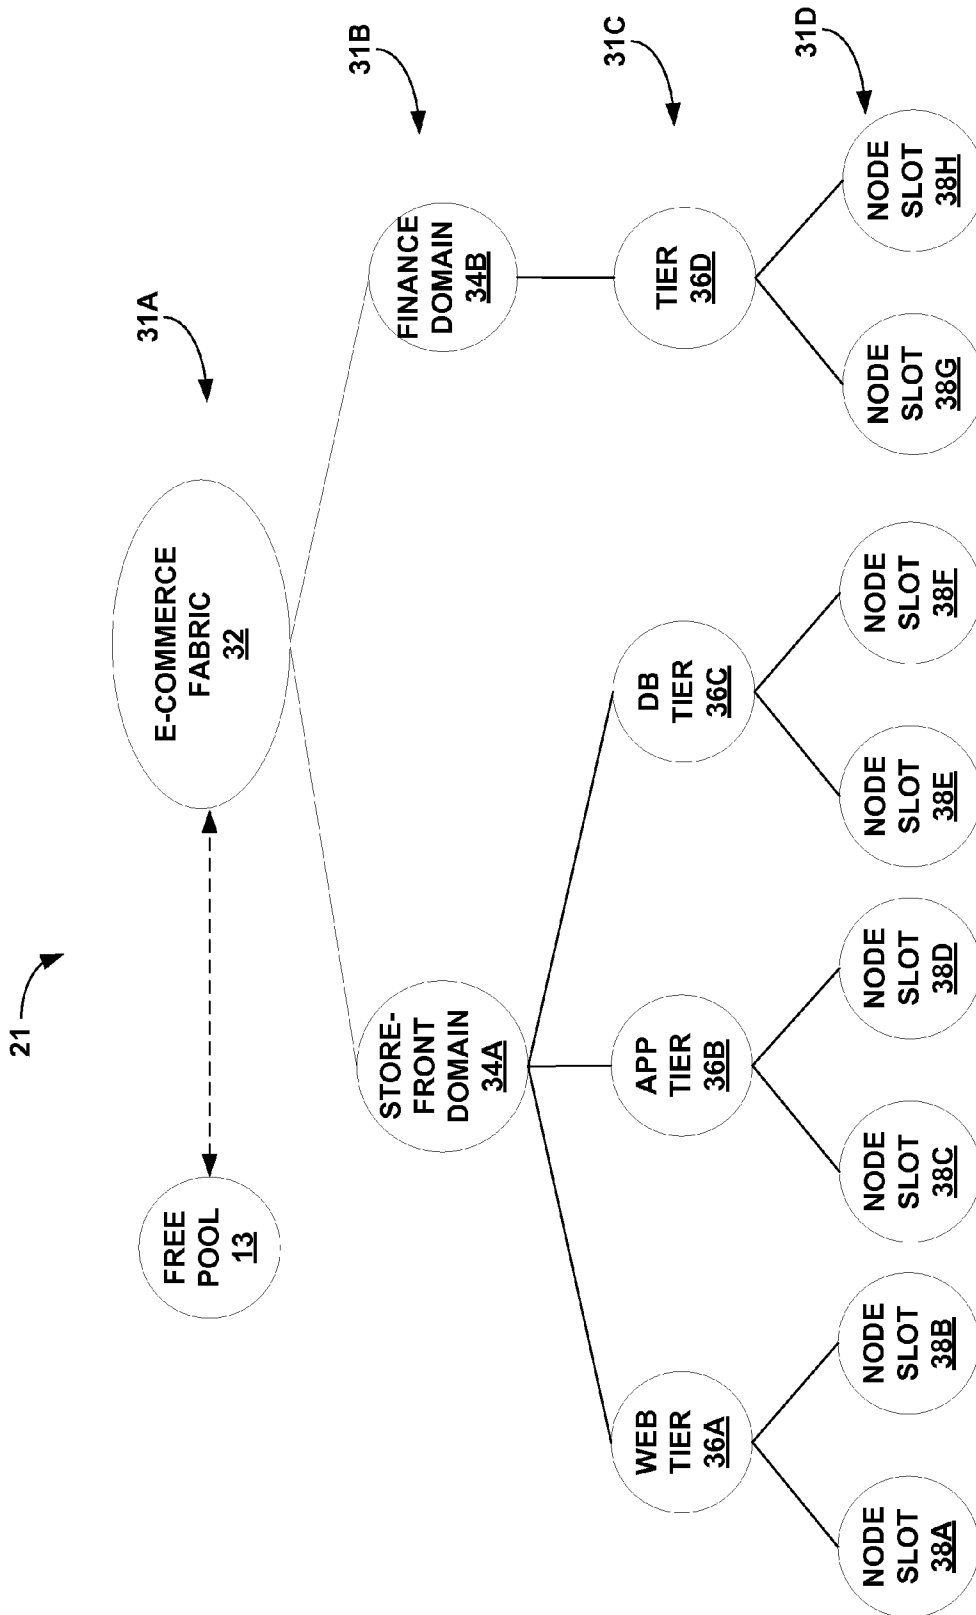 21
31A
31B
31C
31D
FREE
POOL
13
E-COMMERCE
FABRIC
32
STORE-
FRONT
DOMAIN
34A
FINANCE
DOMAIN
34B
WEB
TIER
36A
APP
TIER
36B
DB
TIER
36C
TIER
36D
NODE
SLOT
38A
NODE
SLOT
38B
NODE
SLOT
38C
NODE
SLOT
38D
NODE
SLOT
38E
NODE
SLOT
38F
NODE
SLOT
38G
NODE
SLOT
38H